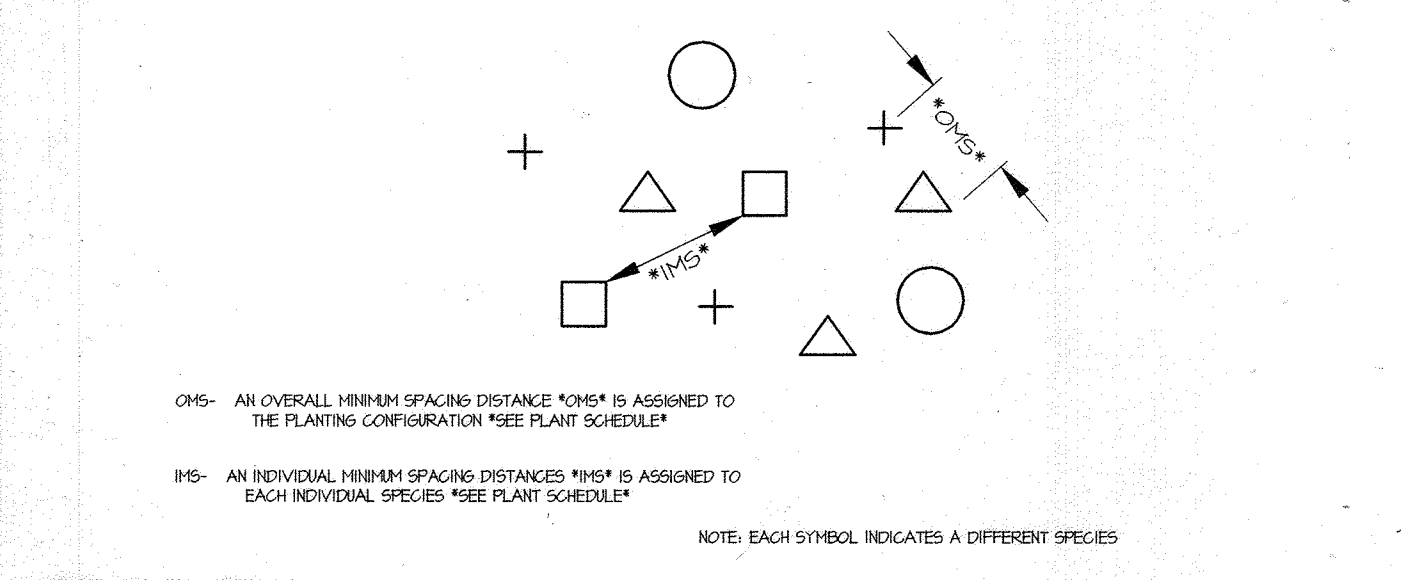 *OMS*
*IMS*
OMS- AN OVERALL MINIMUM SPACING DISTANCE *OMS* IS ASSIGNED TO
THE PLANTING CONFIGURATION *SEE PLANT SCHEDULE*
IMS- AN INDIVIDUAL MINIMUM SPACING DISTANCES *IMS* IS ASSIGNED TO
EACH INDIVIDUAL SPECIES *SEE PLANT SCHEDULE*
NOTE: EACH SYMBOL INDICATES A DIFFERENT SPECIES